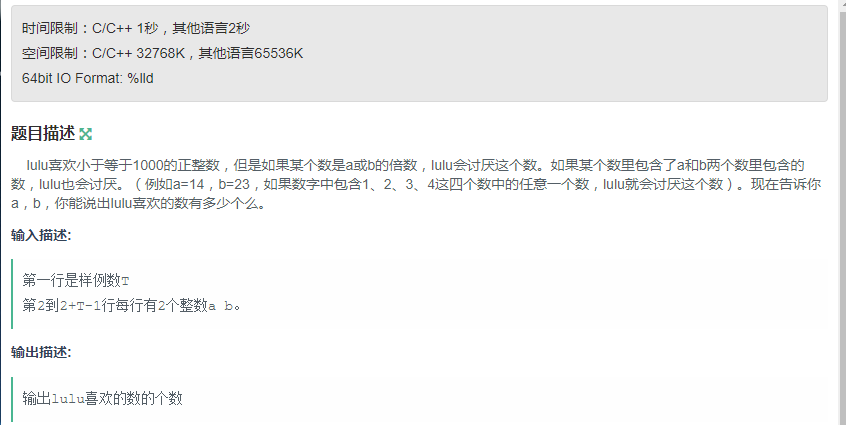 时间限制：C/C++ 1秒，其他语言2秒
空间限制：C/C++ 32768K，其他语言65536K
64bit IO Format: %lld
题目描述
lulu喜欢小于等于1000的正整数，但是如果某个数是a或b的倍数，lulu会讨厌这个数。如果某个数里包含了a和b两个数里包含的
数，lulu也会讨厌。（例如a=14，b=23，如果数字中包含1、2、3、4这四个数中的任意一个数，lulu就会讨厌这个数）。现在告诉你
a，b，你能说出lulu喜欢的数有多少个么。
输入描述:
第一行是样例数T
第2到2+T-1行每行有2个整数a b。
输出描述:
输出lulu喜欢的数的个数